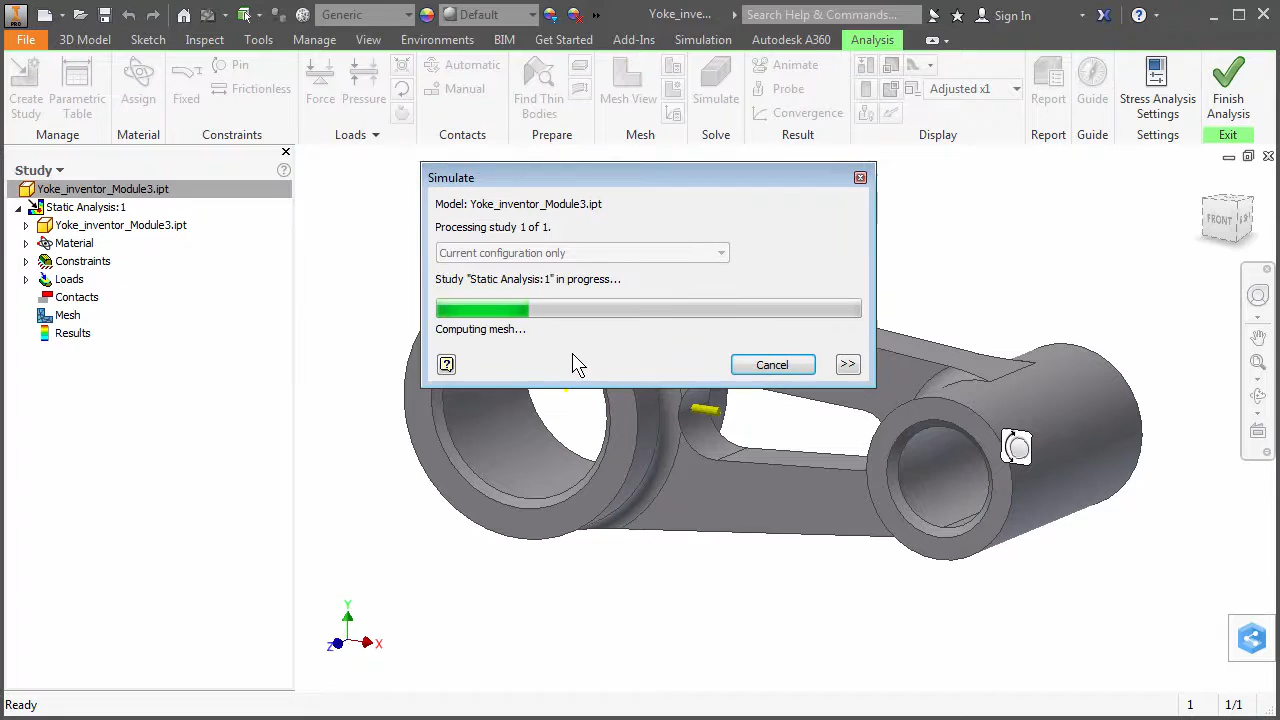 PRO
Generic
Default
Yoke_inve...
Search Help & Commands...
Sign In
File
3D Model
Sketch
Inspect
Tools
Manage
View
Environments
BIM
Get Started
Add-Ins
Simulation
Autodesk A360
Analysis
Create Study
Parametric Table
Assign
Fixed
Pin
Frictionless
Force
Pressure
Automatic
Manual
Find Thin Bodies
Mesh View
Simulate
Animate
Probe
Convergence
Adjusted x1
Report
Guide
Stress Analysis Settings
Finish Analysis
Manage
Material
Constraints
Loads
Contacts
Prepare
Mesh
Solve
Result
Display
Report
Guide
Settings
Exit
Study
Yoke_inventor_Module3.ipt
Static Analysis:1
Yoke_inventor_Module3.ipt
Material
Constraints
Loads
Contacts
Mesh
Results
Simulate
Model: Yoke_inventor_Module3.ipt
Processing study 1 of 1.
Current configuration only
Study "Static Analysis:1" in progress...
Computing mesh...
Cancel
>>
FRONT
Y
Z
X
Ready
1
1/1